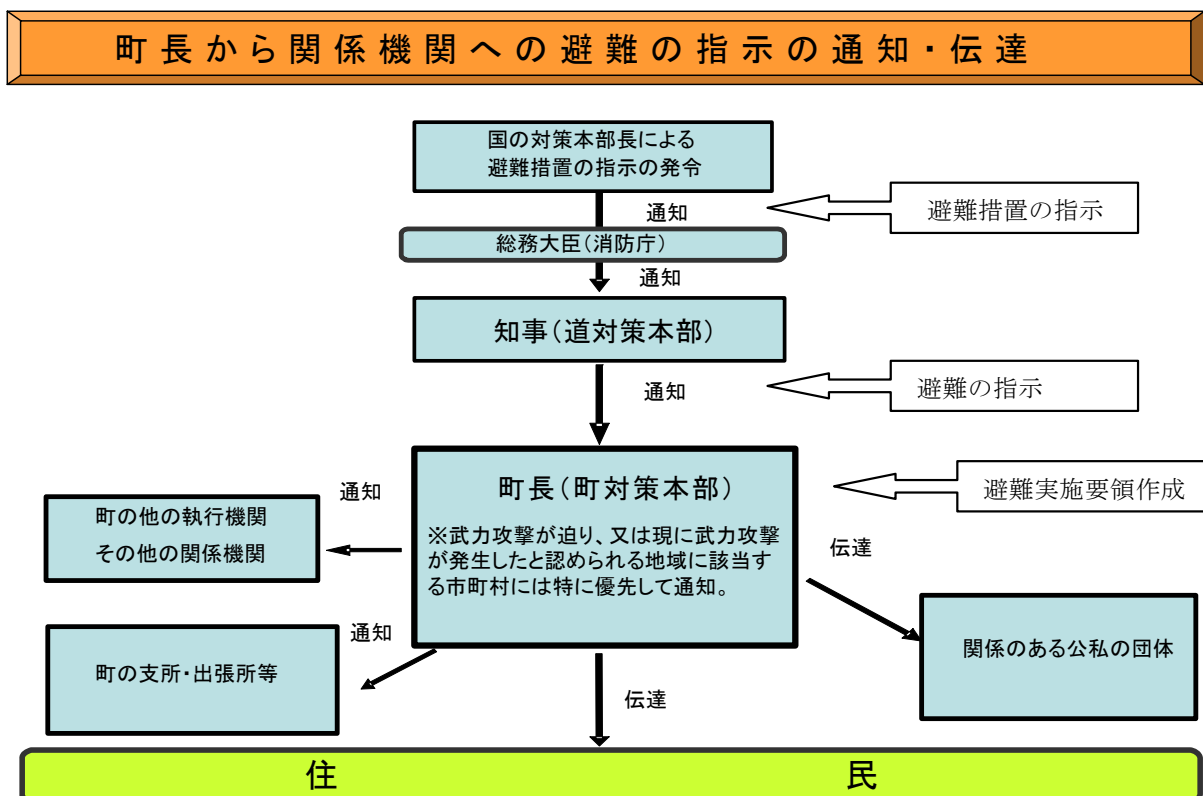 町長から関係機関への避難の指示の通知・伝達
国の対策本部長による
避難措置の指示の発令
通知
避難措置の指示
総務大臣(消防庁)
通知
知事(道対策本部)
通知
避難の指示
町長(町対策本部)
避難実施要領作成
※武力攻撃が迫り、又は現に武力攻撃
が発生したと認められる地域に該当す
る市町村には特に優先して通知。
通知
町の他の執行機関
その他の関係機関
伝達
通知
町の支所・出張所等
関係のある公私の団体
伝達
住民